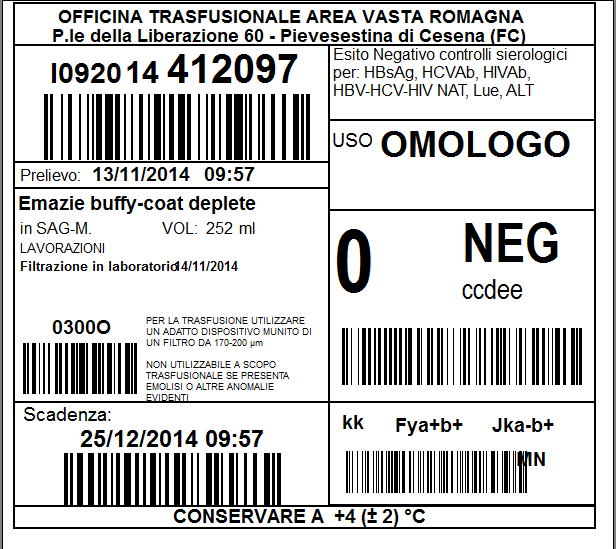 OFFICINA TRASFUSIONALE AREA VASTA ROMAGNA
P.le della Liberazione 60 - Pievesestina di Cesena (FC)
I0920 14 412097
Prelievo: 13/11/2014 09:57
Emazie buffy-coat deplete
in SAG-M. VOL: 252 ml
LAVORAZIONI
Filtrazione in laboratorio14/11/2014
0300O
PER LA TRASFUSIONE UTILIZZARE
UN ADATTO DISPOSITIVO MUNITO DI
UN FILTRO DA 170-200 µm
NON UTILIZZABILE A SCOPO
TRASFUSIONALE SE PRESENTA
EMOLISI O ALTRE ANOMALIE
EVIDENTI
Scadenza:
25/12/2014 09:57
Esito Negativo controlli sierologici
per: HBsAg, HCVAb, HIVAb,
HBV-HCV-HIV NAT, Lue, ALT
USO OMOLOGO
0 NEG
ccdee
kk Fya+b+ Jka-b+
MN
CONSERVARE A +4 (± 2) °C